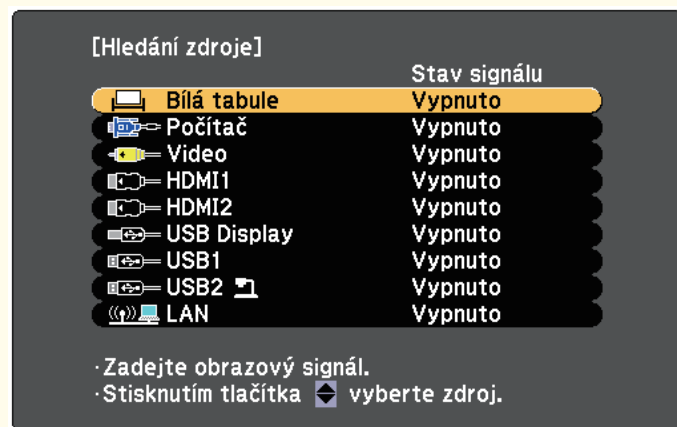 [Hledání zdroje]
Stav signálu
Bílá tabule Vypnuto
Počítač Vypnuto
Video Vypnuto
HDMI1 Vypnuto
HDMI2 Vypnuto
USB Display Vypnuto
USB1 Vypnuto
USB2 Vypnuto
LAN Vypnuto
·Zadejte obrazový signál.
·Stisknutím tlačítka vyberte zdroj.